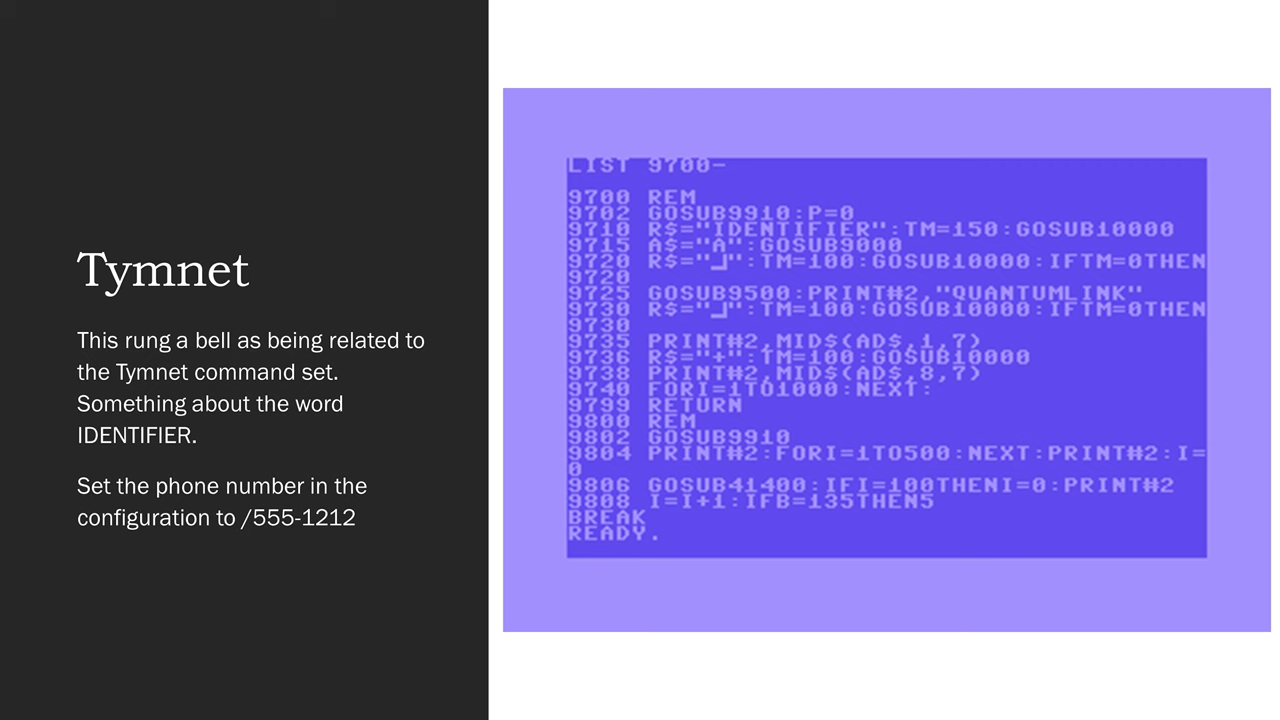 Tymnet
This rung a bell as being related to
the Tymnet command set.
Something about the word
IDENTIFIER.
Set the phone number in the
configuration to /555-1212
LIST 9700-
9700 REM
9702 GOSUB9910:P=0
9710 R$="IDENTIFIER":TM=150:GOSUB10000
9715 A$="A":GOSUB9000
9720 R$="┘":TM=100:GOSUB10000:IFTM=0THEN
9720
9725 GOSUB9500:PRINT#2,"QUANTUMLINK"
9730 R$="┘":TM=100:GOSUB10000:IFTM=0THEN
9730
9735 PRINT#2,MID$(AD$,1,7)
9736 R$="+":TM=100:GOSUB10000
9738 PRINT#2,MID$(AD$,8,7)
9740 FORI=1TO1000:NEXT:
9799 RETURN
9800 REM
9802 GOSUB9910
9804 PRINT#2:FORI=1TO500:NEXT:PRINT#2:I=
0
9806 GOSUB41400:IFI=100THENI=0:PRINT#2
9808 I=I+1:IFB=135THEN5
BREAK
READY.